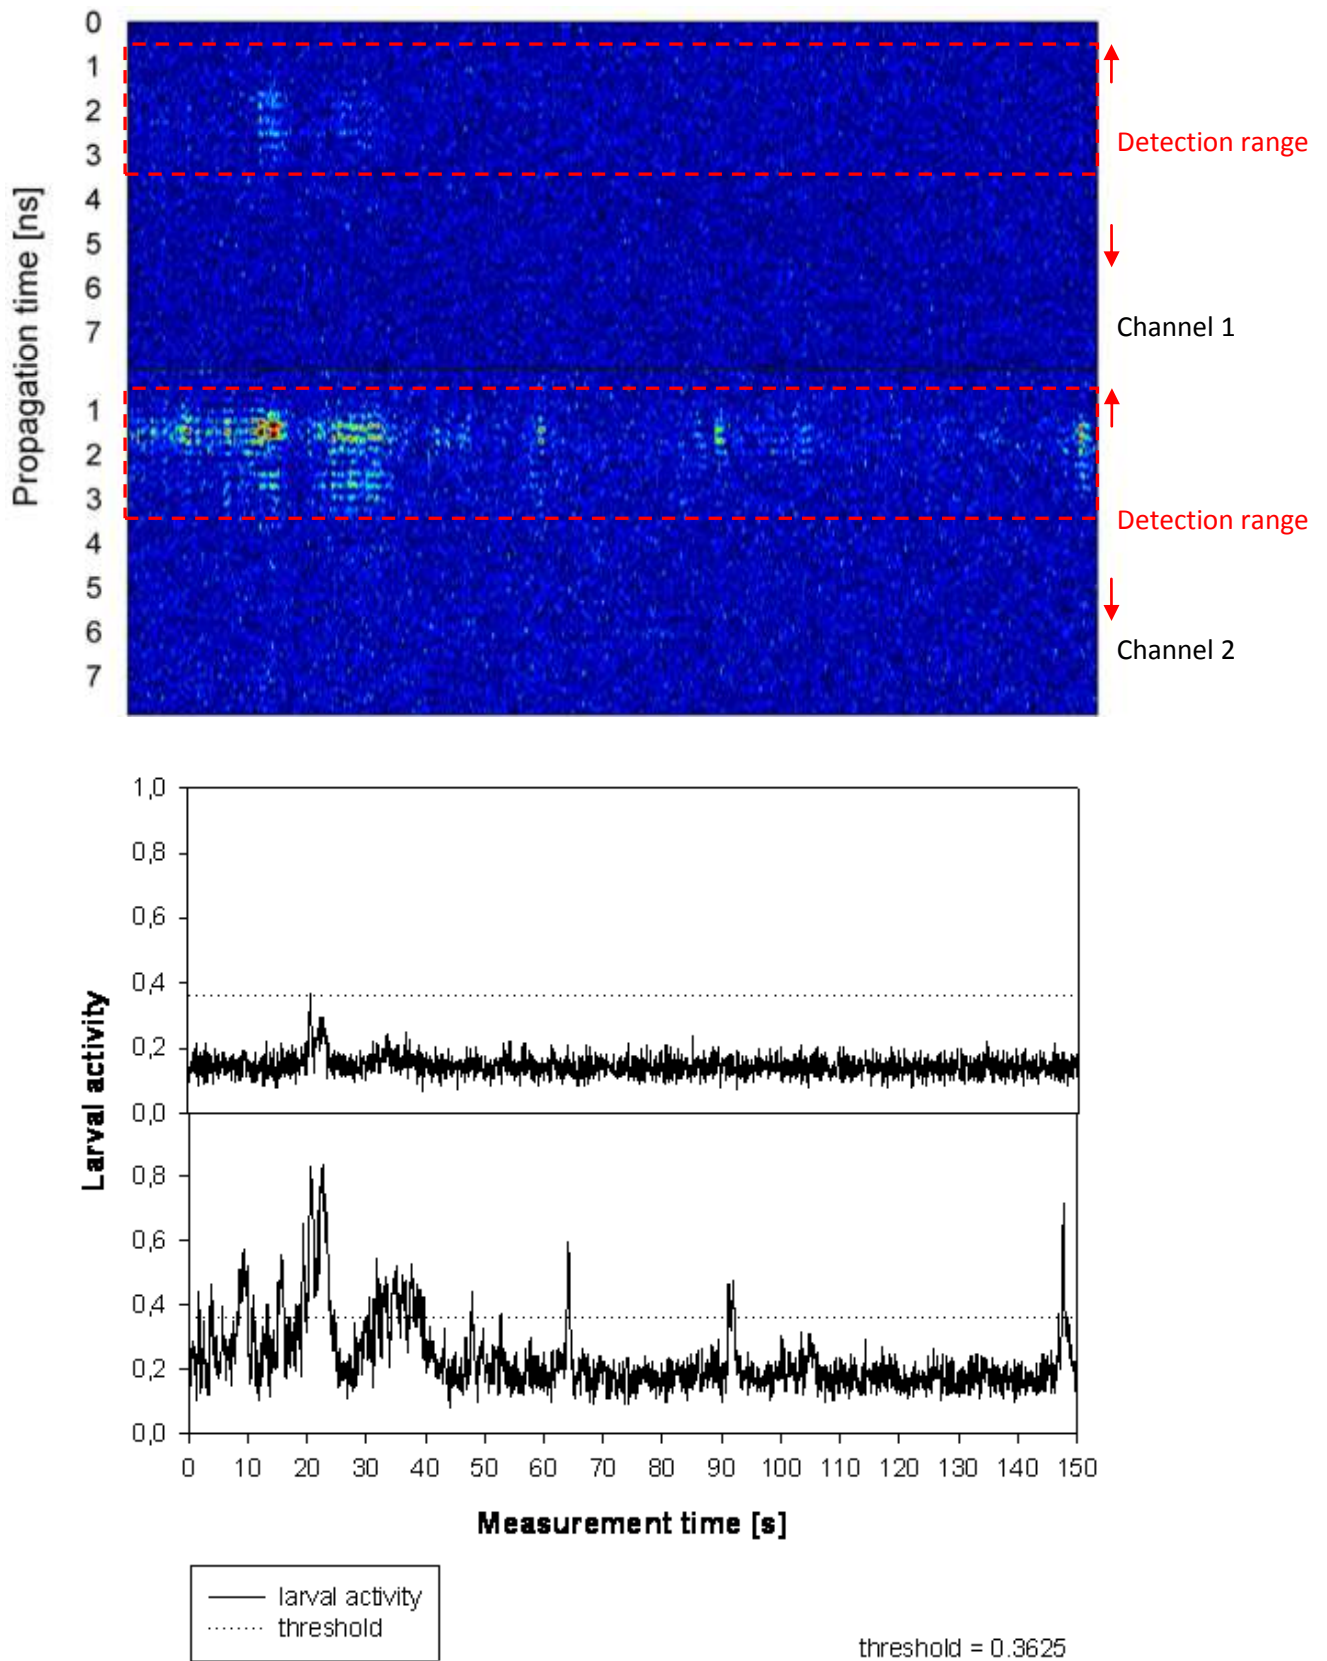 0
1
2
3
4
5
6
7
Propagation time [ns]
1
2
3
4
5
6
7
Detection range
Channel 1
Detection range
Channel 2
1,0
0,8
0,6
0,4
0,2
0,0
0,8
0,6
0,4
0,2
0,0
Larval activity
0 10 20 30 40 50 60 70 80 90 100 110 120 130 140 150
Measurement time [s]
larval activity
threshold
threshold = 0.3625